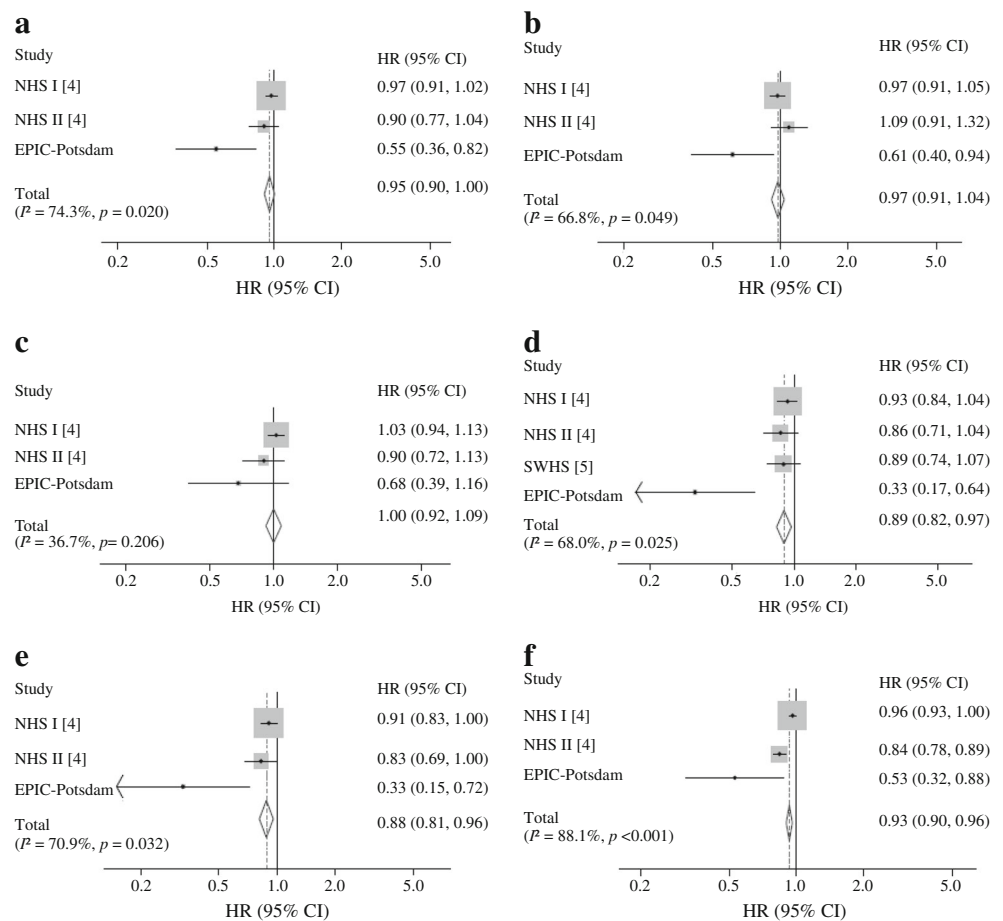 a
Study
HR (95% CI)
NHS I [4]
0.97 (0.91, 1.02)
NHS II [4]
0.90 (0.77, 1.04)
EPIC-Potsdam
0.55 (0.36, 0.82)
Total
0.95 (0.90, 1.00)
(I² = 74.3%, p = 0.020)
0.2 0.5 1.0 2.0 5.0
HR (95% CI)
b
Study
HR (95% CI)
NHS I [4]
0.97 (0.91, 1.05)
NHS II [4]
1.09 (0.91, 1.32)
EPIC-Potsdam
0.61 (0.40, 0.94)
Total
0.97 (0.91, 1.04)
(I² = 66.8%, p = 0.049)
0.2 0.5 1.0 2.0 5.0
HR (95% CI)
c
Study
HR (95% CI)
NHS I [4]
1.03 (0.94, 1.13)
NHS II [4]
0.90 (0.72, 1.13)
EPIC-Potsdam
0.68 (0.39, 1.16)
Total
1.00 (0.92, 1.09)
(I² = 36.7%, p= 0.206)
0.2 0.5 1.0 2.0 5.0
HR (95% CI)
d
Study
HR (95% CI)
NHS I [4]
0.93 (0.84, 1.04)
NHS II [4]
0.86 (0.71, 1.04)
SWHS [5]
0.89 (0.74, 1.07)
EPIC-Potsdam
0.33 (0.17, 0.64)
Total
0.89 (0.82, 0.97)
(I² = 68.0%, p = 0.025)
0.2 0.5 1.0 2.0 5.0
HR (95% CI)
e
Study
HR (95% CI)
NHS I [4]
0.91 (0.83, 1.00)
NHS II [4]
0.83 (0.69, 1.00)
EPIC-Potsdam
0.33 (0.15, 0.72)
Total
0.88 (0.81, 0.96)
(I² = 70.9%, p = 0.032)
0.2 0.5 1.0 2.0 5.0
HR (95% CI)
f
Study
HR (95% CI)
NHS I [4]
0.96 (0.93, 1.00)
NHS II [4]
0.84 (0.78, 0.89)
EPIC-Potsdam
0.53 (0.32, 0.88)
Total
0.93 (0.90, 0.96)
(I² = 88.1%, p <0.001)
0.2 0.5 1.0 2.0 5.0
HR (95% CI)